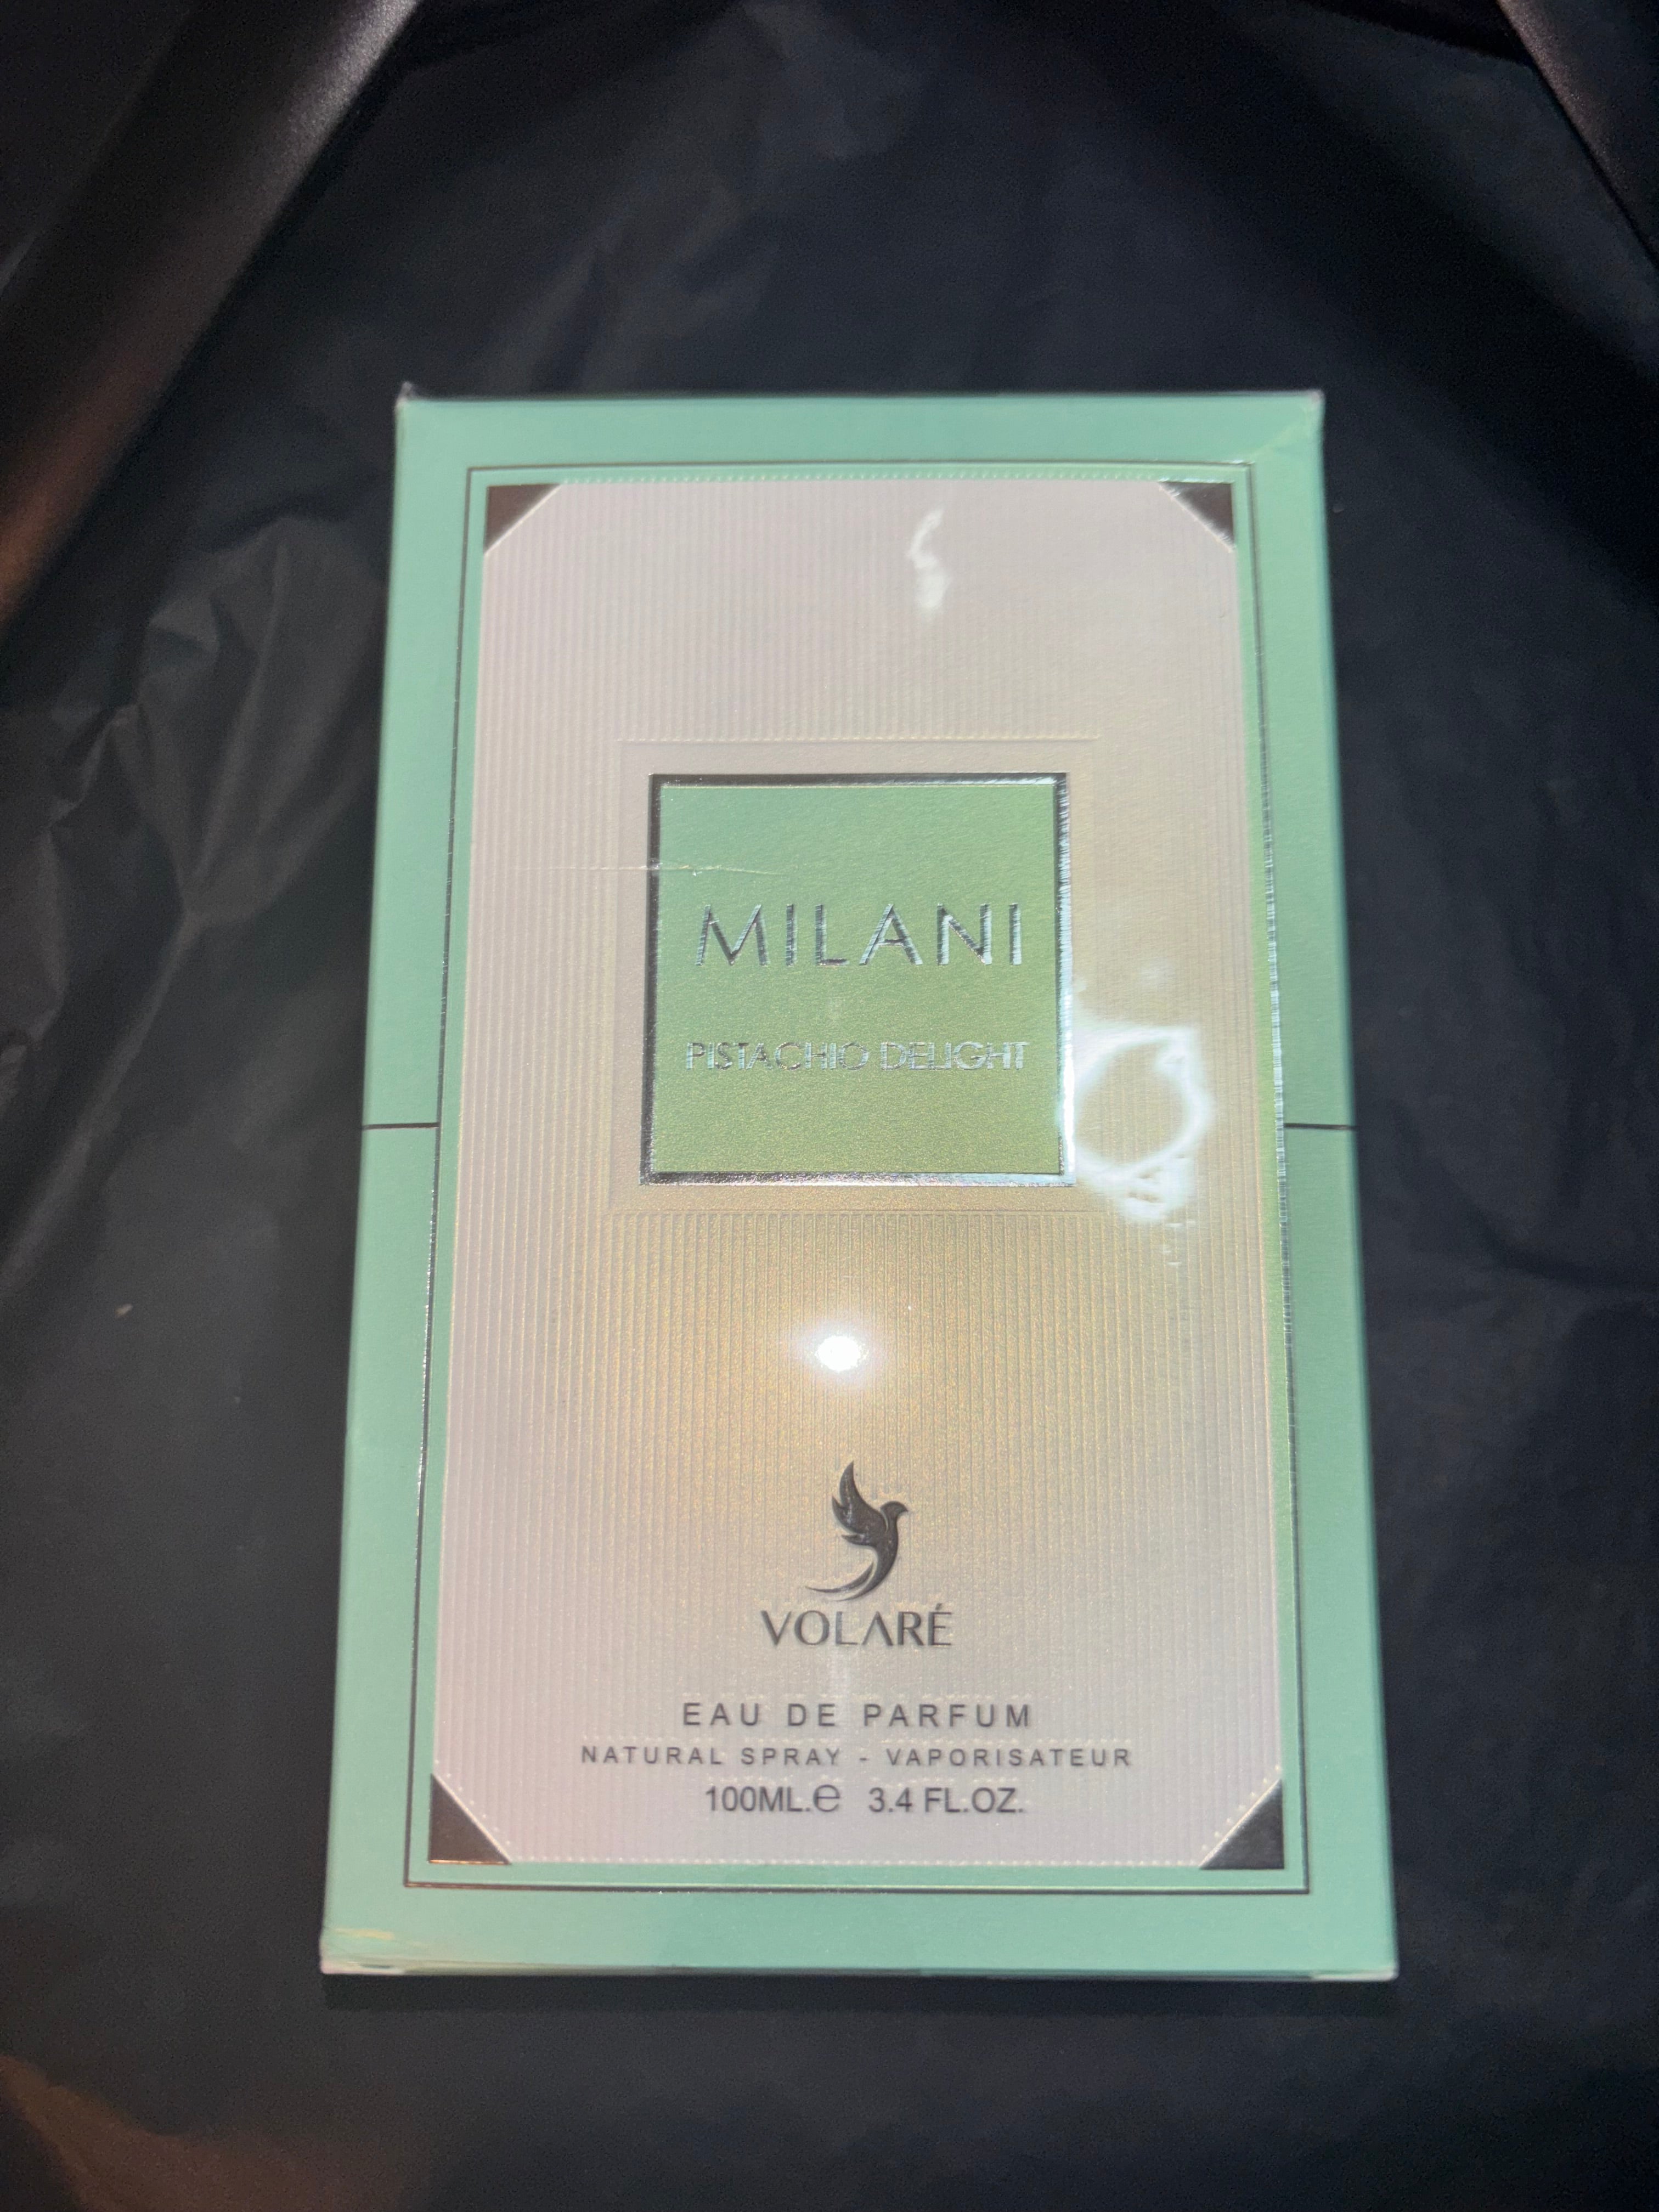 MILANI
PISTACHIO DELIGHT
VOLARÉ
EAU DE PARFUM
NATURAL SPRAY - VAPORISATEUR
100ML.℮ 3.4 FL.OZ.